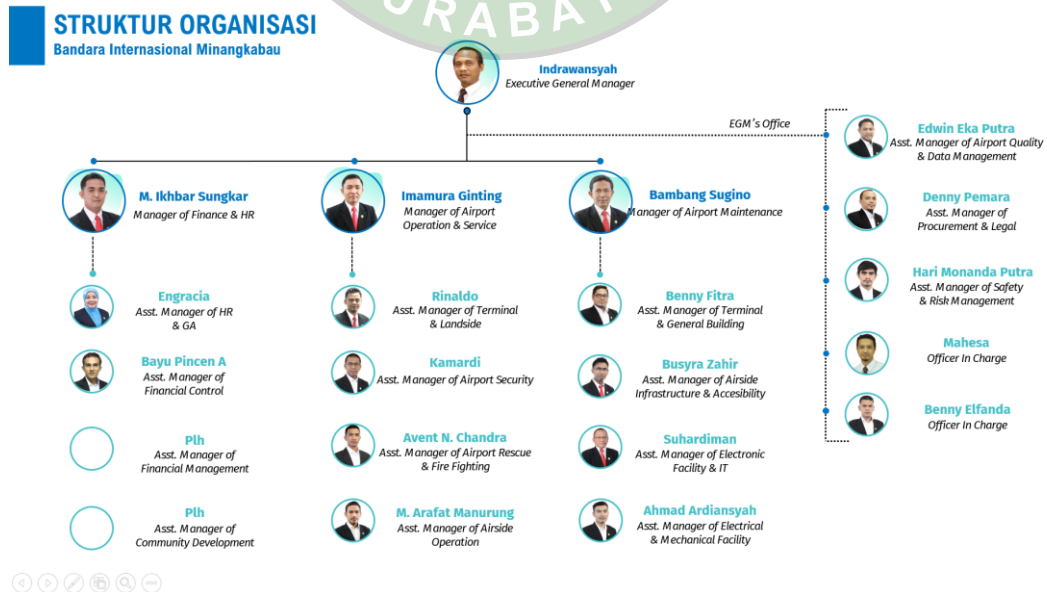 URABA
STRUKTUR ORGANISASI
Bandara Internasional Minangkabau
Indrawansyah
Executive General Manager
EGM's Office
M. Ikhbar Sungkar
Manager of Finance & HR
Imamura Ginting
Manager of Airport
Operation & Service
Bambang Sugino
Manager of Airport Maintenance
Engracia
Asst. Manager of HR
& GA
Bayu Pincen A
Asst. Manager of
Financial Control
Plh
Asst. Manager of
Financial Management
Plh
Asst. Manager of
Community Development
Rinaldo
Asst. Manager of Terminal
& Landside
Kamardi
Asst. Manager of Airport Security
Avent N. Chandra
Asst. Manager of Airport Rescue
& Fire Fighting
M. Arafat Manurung
Asst. Manager of Airside
Operation
Benny Fitra
Asst. Manager of Terminal
& General Building
Busyra Zahir
Asst. Manager of Airside
Infrastructure & Accesibility
Suhardiman
Asst. Manager of Electronic
Facility & IT
Ahmad Ardiansyah
Asst. Manager of Electrical
& Mechanical Facility
Edwin Eka Putra
Asst. Manager of Airport Quality
& Data Management
Denny Pemara
Asst. Manager of
Procurement & Legal
Hari Monanda Putra
Asst. Manager of Safety
& Risk Management
Mahesa
Officer In Charge
Benny Elfanda
Officer In Charge